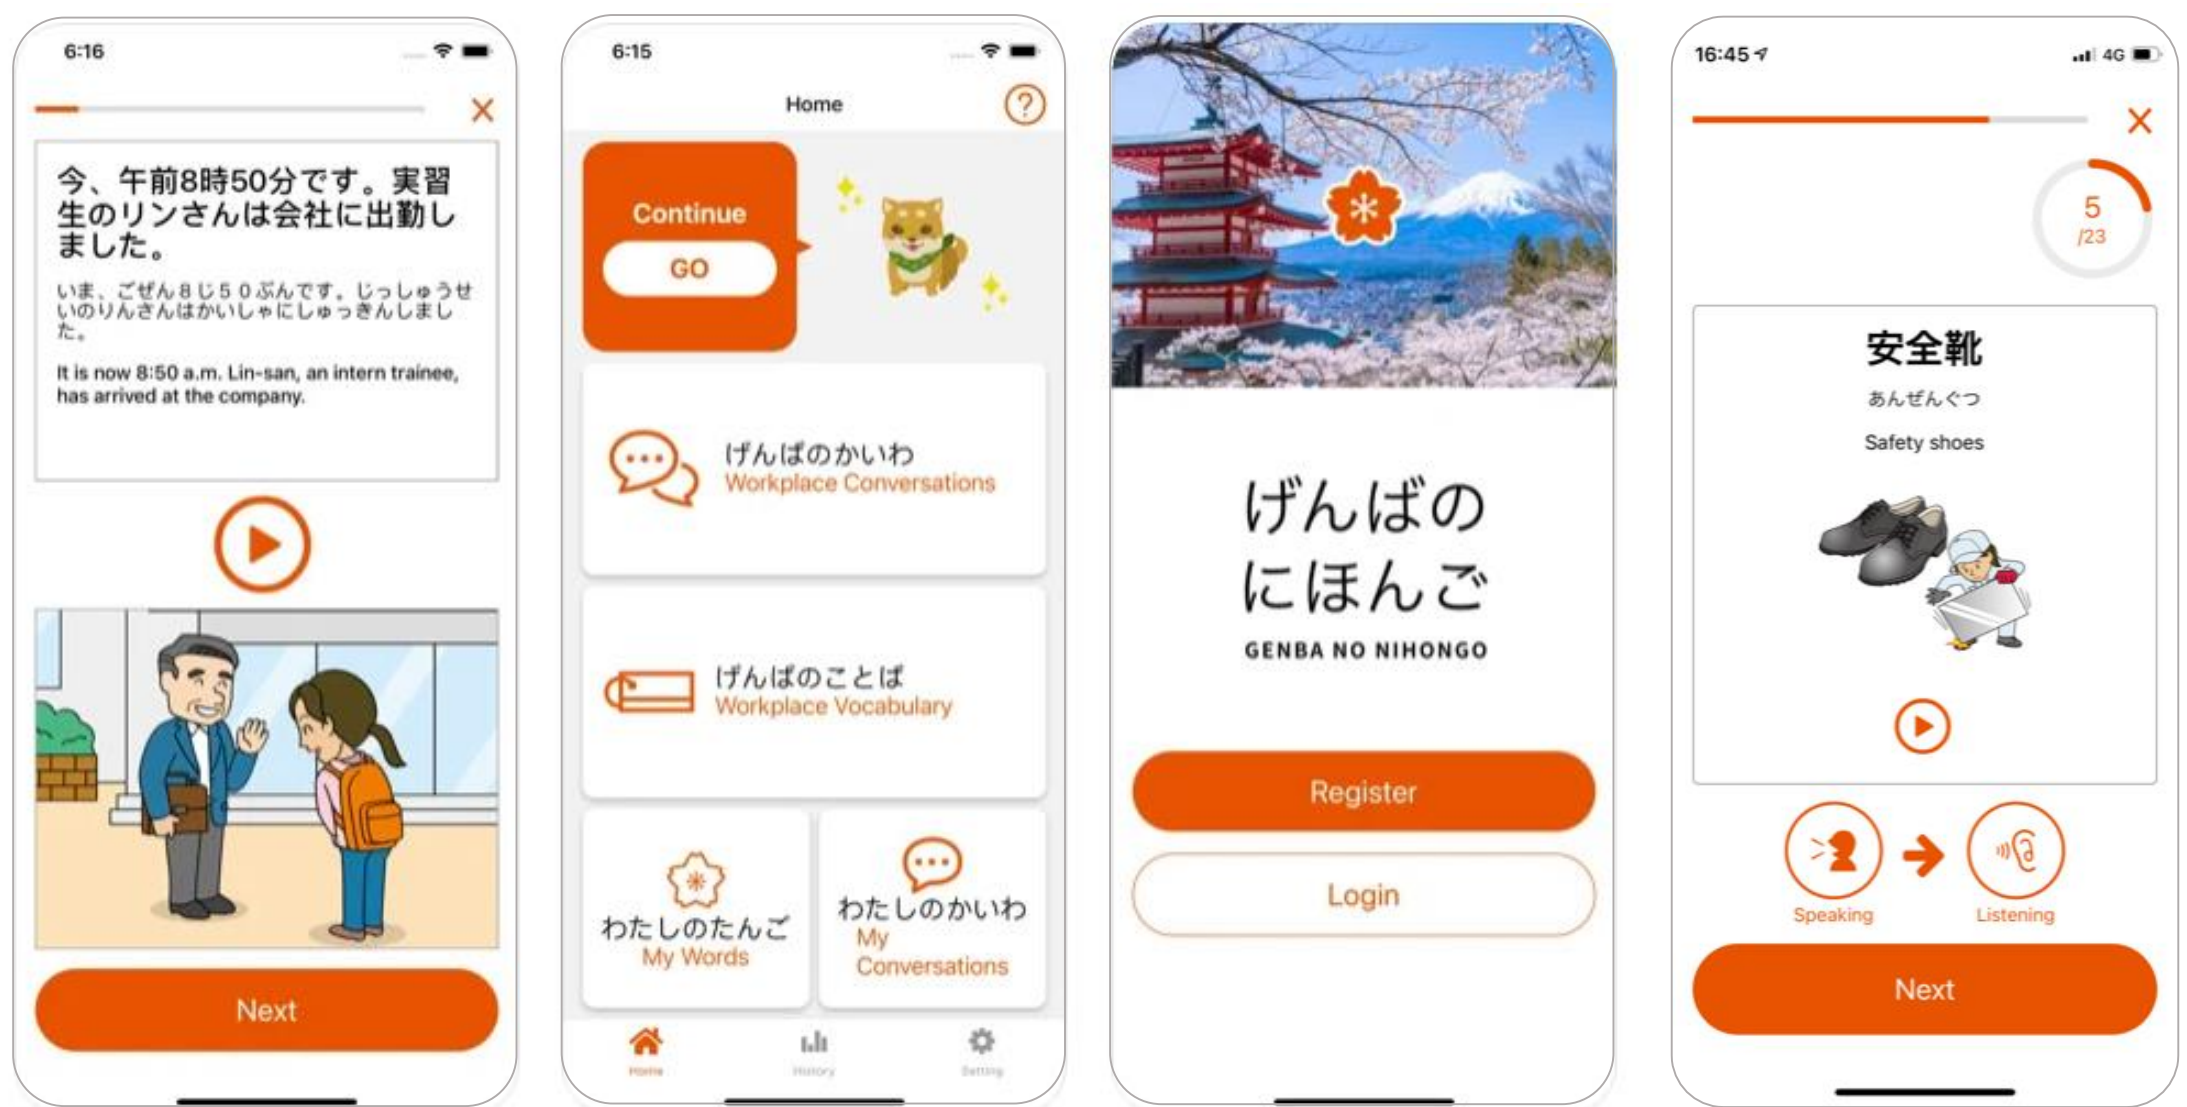 6:16
今、午前8時50分です。実習
生のリンさんは会社に出勤し
ました。
いま、ごぜん８じ５０ぷんです。じっしゅうせ
いのりんさんはかいしゃにしゅっきんしまし
た。
It is now 8:50 a.m. Lin-san, an intern trainee,
has arrived at the company.
Next
6:15
Home
?
Continue
GO
げんばのかいわ
Workplace Conversations
げんばのことば
Workplace Vocabulary
わたしのたんご
My Words
わたしのかいわ
My
Conversations
Home
History
Setting
げんばの
にほんご
GENBA NO NIHONGO
Register
Login
16:45
4G
5
/23
安全靴
あんぜんぐつ
Safety shoes
Speaking
Listening
Next